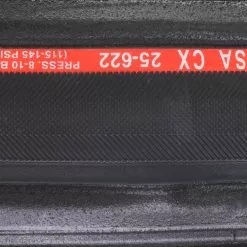 SA CX 25-622
PRESS. 8-10 B
(115-145 PSI